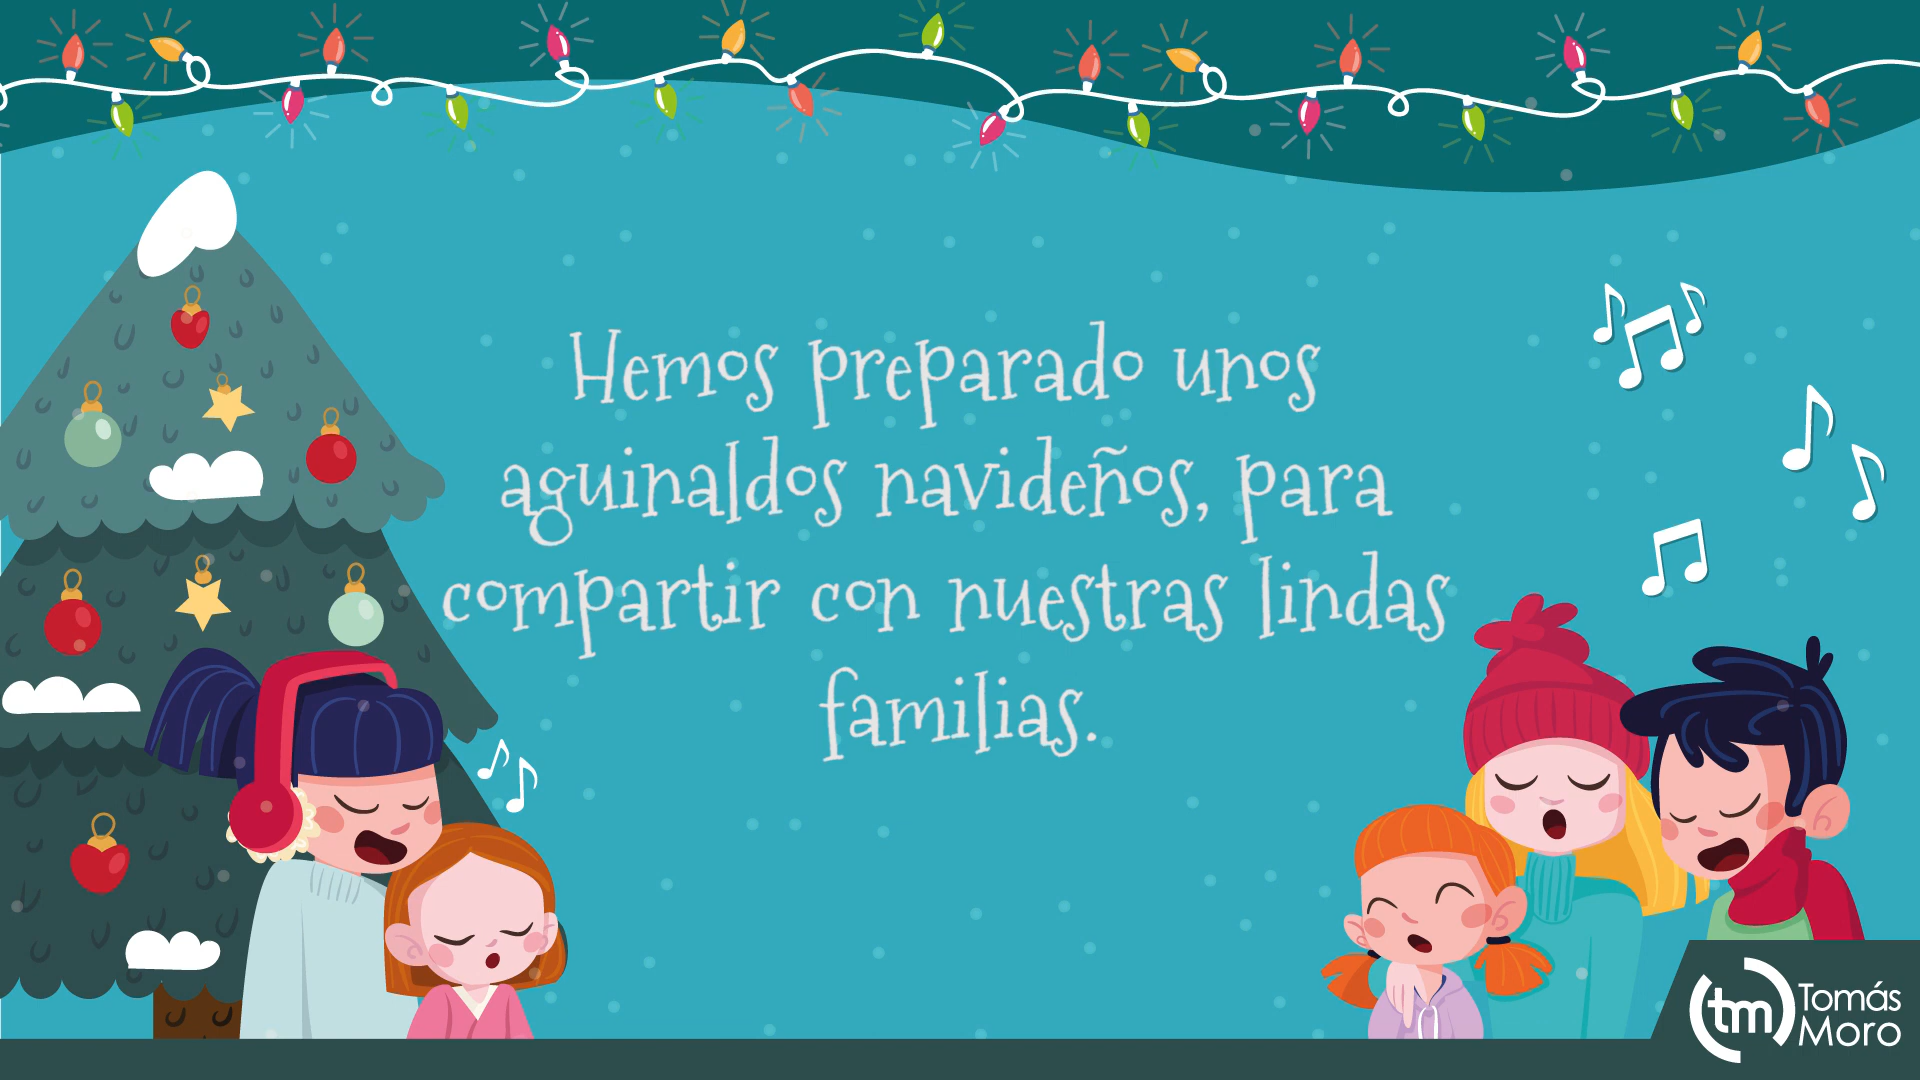 Hemos preparado unos
aguinaldos navideños, para
compartir con nuestras lindas
familias.
tm Tomás
Moro